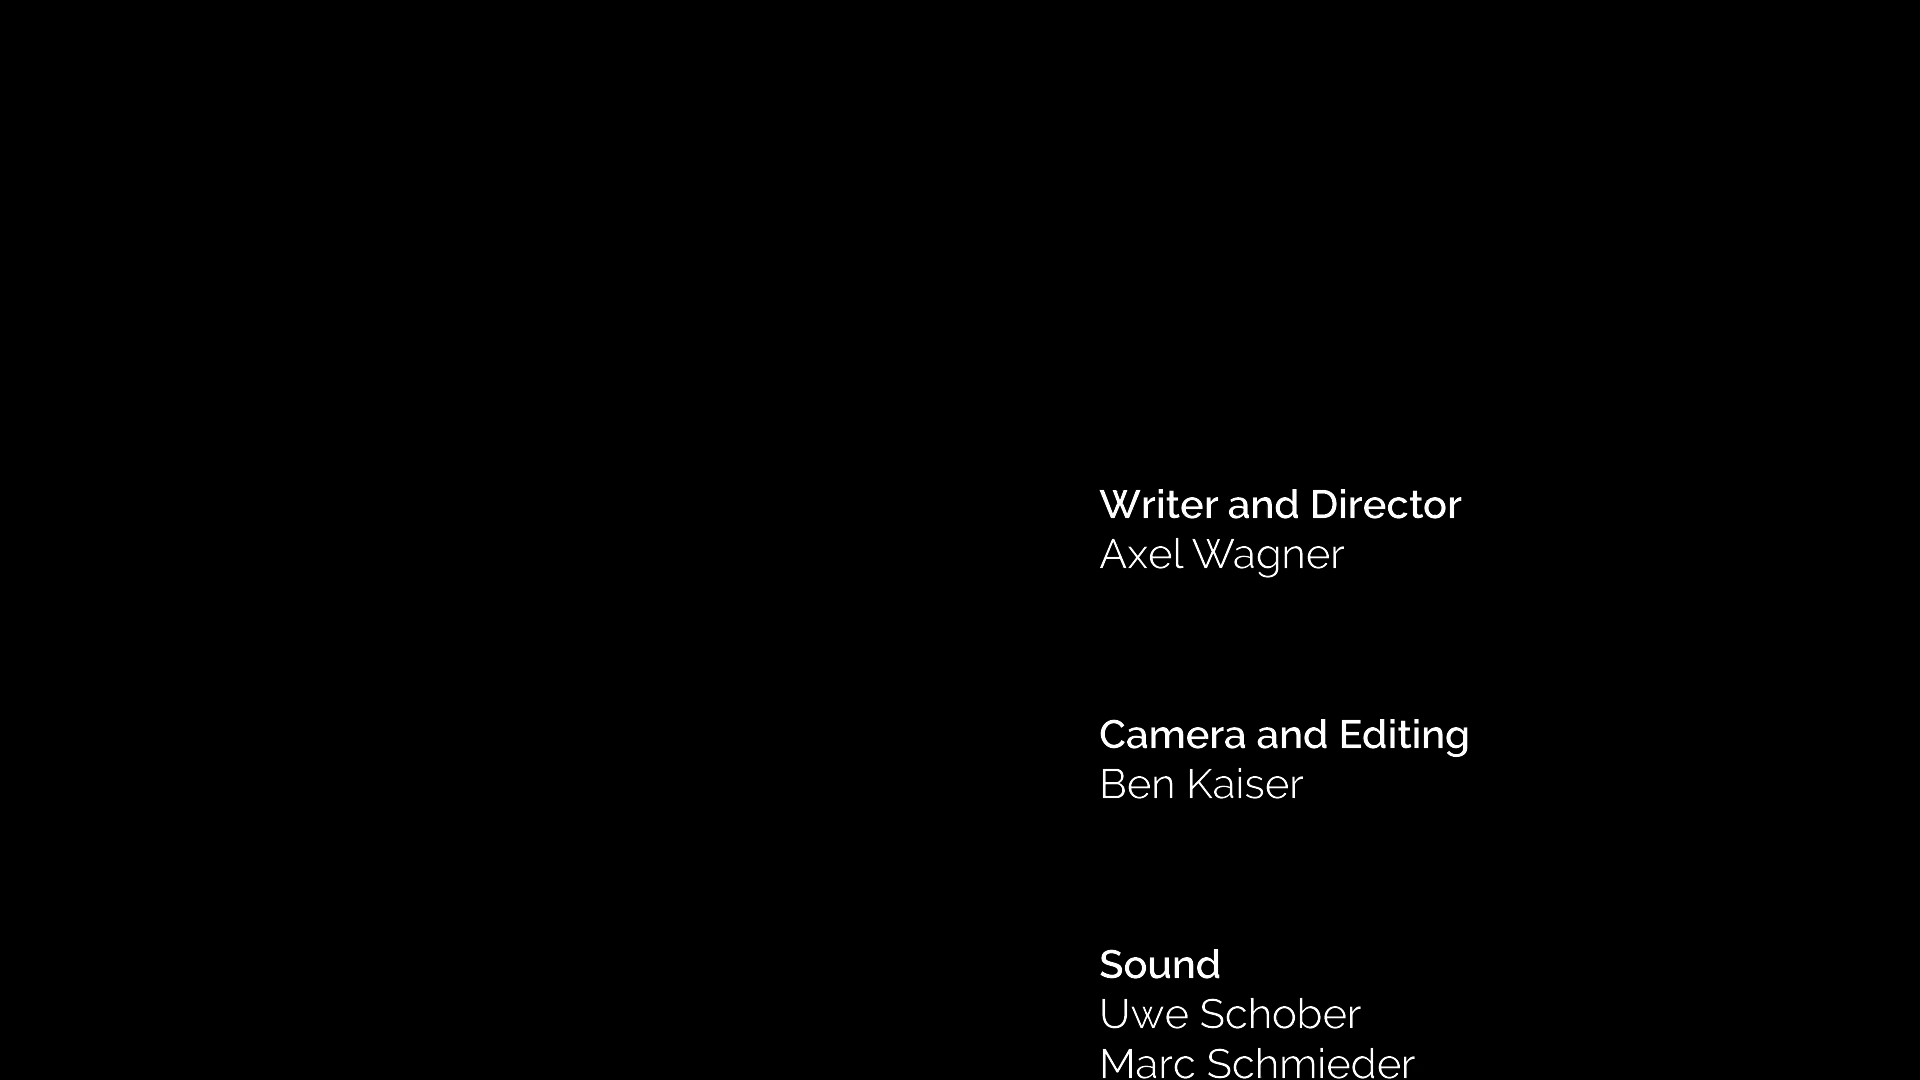 Writer and Director
Axel Wagner
Camera and Editing
Ben Kaiser
Sound
Uwe Schober
Marc Schmieder